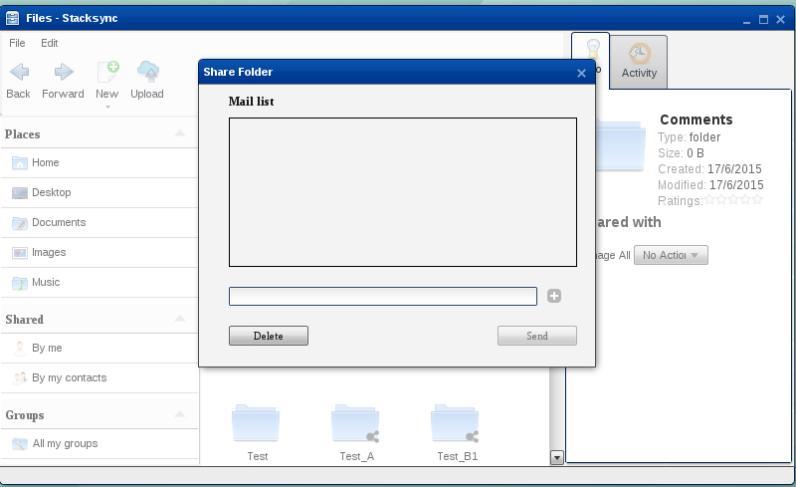 Files - Stacksync
File Edit
Back Forward New Upload
Activity
Share Folder
Mail list
Delete Send
Places
Home
Desktop
Documents
Images
Music
Shared
By me
By my contacts
Groups
All my groups
Test Test_A Test_B1
Comments
Type: folder
Size: 0 B
Created: 17/6/2015
Modified: 17/6/2015
Ratings:
ared with
age All No Action